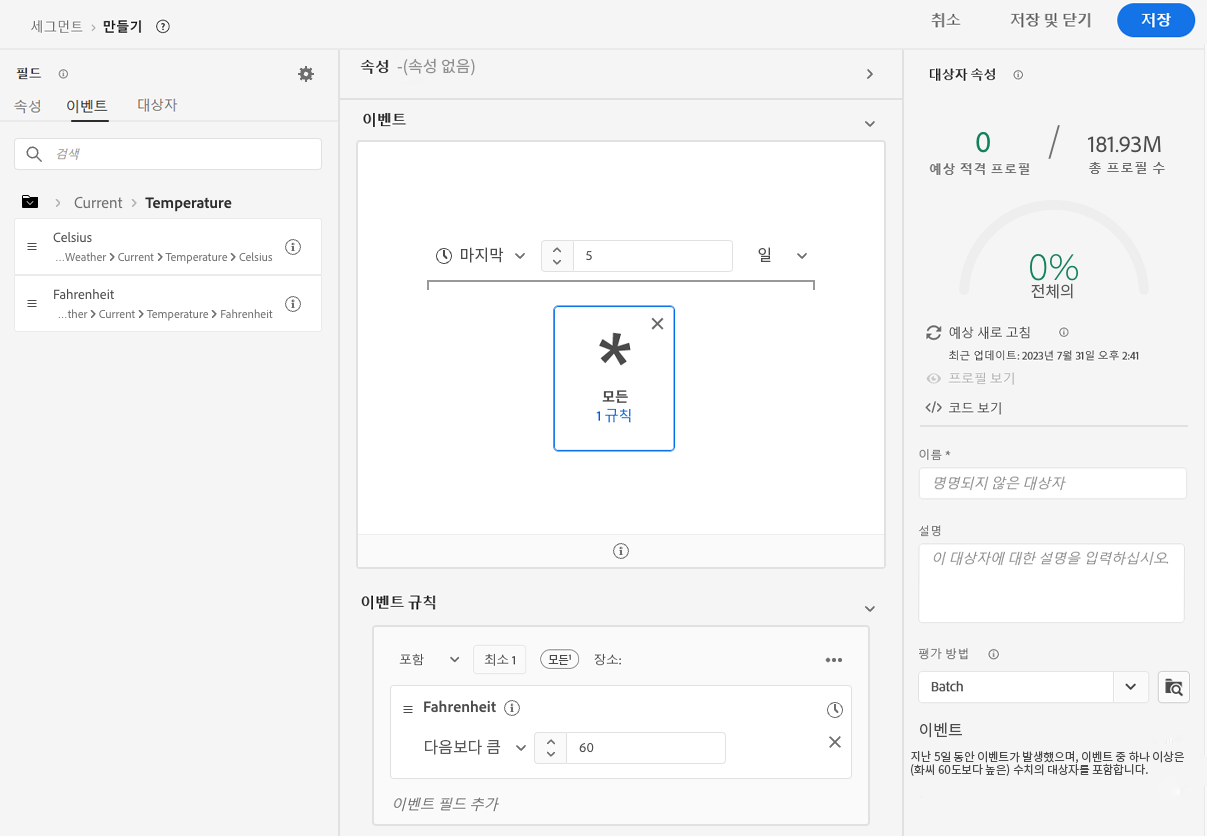 세그먼트 › 만들기
취소
저장 및 닫기
저장
필드
속성
이벤트
대상자
검색
Current › Temperature
Celsius
...Weather > Current > Temperature > Celsius
Fahrenheit
...ther > Current > Temperature > Fahrenheit
속성 -(속성 없음)
이벤트
마지막 5 일
모든
1 규칙
이벤트 규칙
포함 최소 1 모든¹ 장소:
Fahrenheit
다음보다 큼 60
이벤트 필드 추가
대상자 속성
0 / 181.93M
예상 적격 프로필 총 프로필 수
0%
전체의
예상 새로 고침
최근 업데이트: 2023년 7월 31일 오후 2:41
프로필 보기
</> 코드 보기
이름 *
명명되지 않은 대상자
설명
이 대상자에 대한 설명을 입력하십시오.
평가 방법
Batch
이벤트
지난 5일 동안 이벤트가 발생했으며, 이벤트 중 하나 이상은
(화씨 60도보다 높은) 수치의 대상자를 포함합니다.